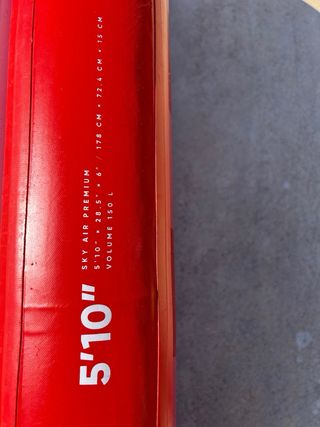 SKY AIR PREMIUM
5'10" × 28.5" × 6" / 178 CM × 72.4 CM × 15 CM
VOLUME 150 L
5'10"